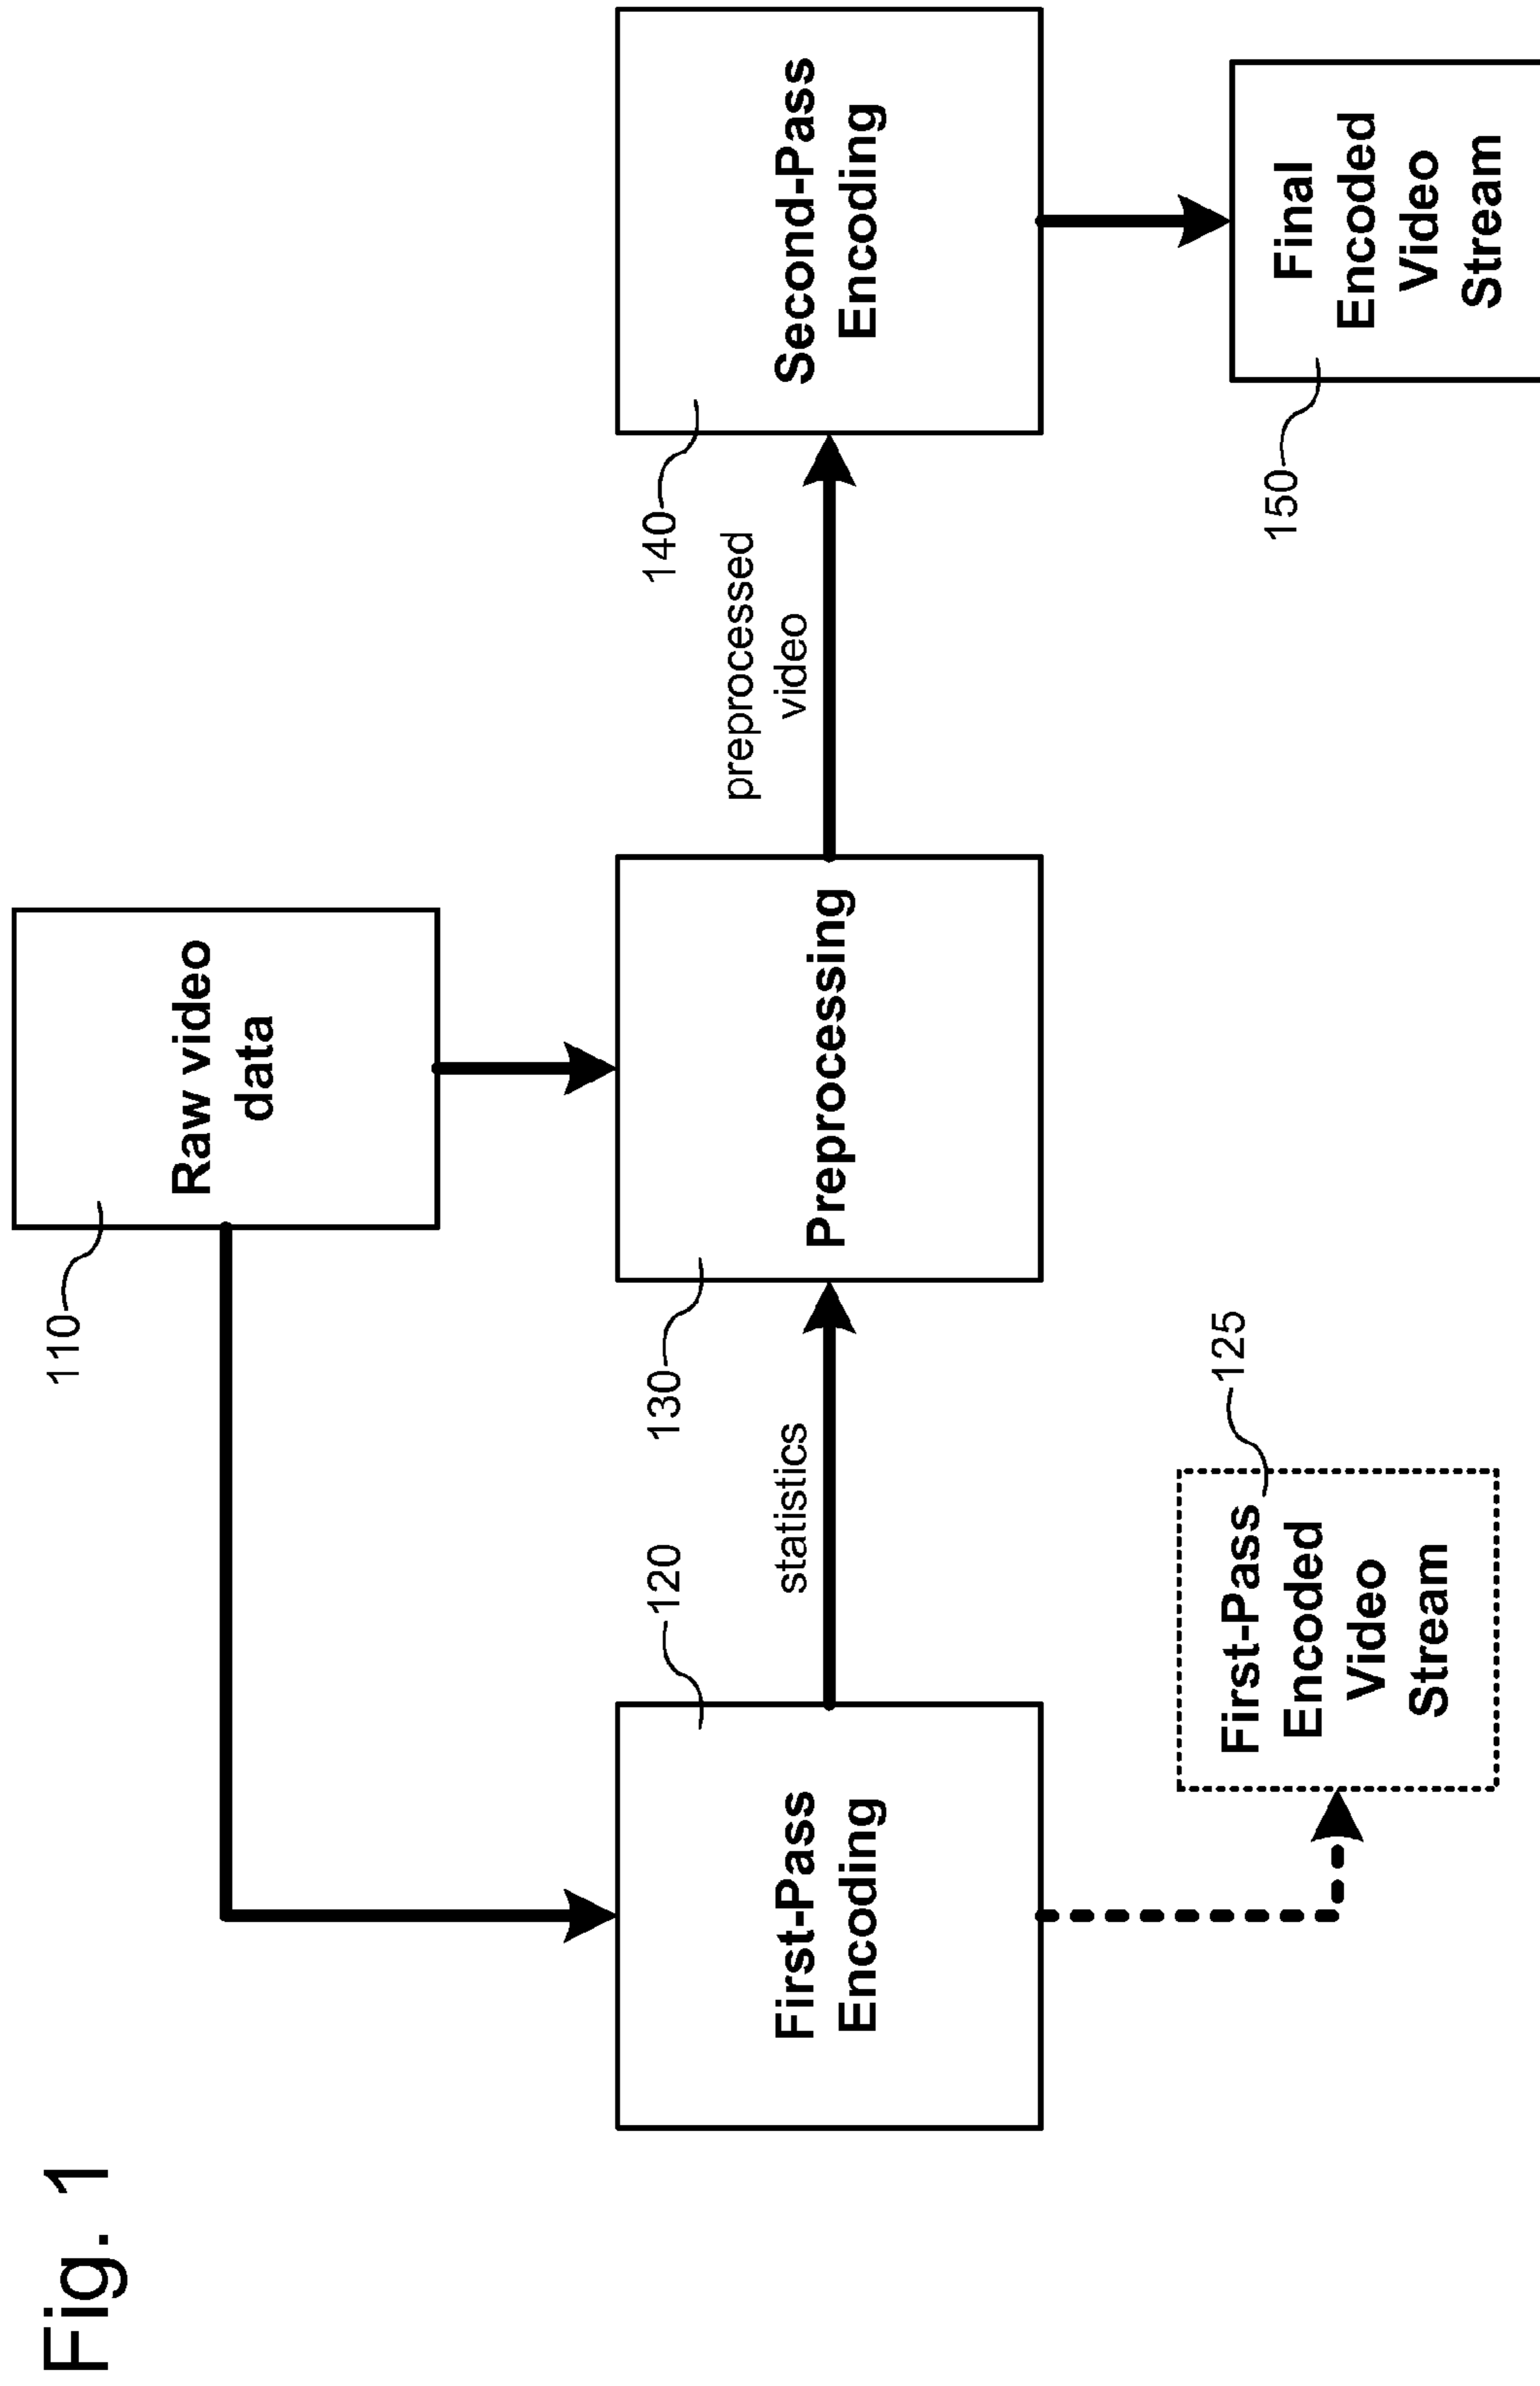 Fig. 1
110
Raw video
data
120
First-Pass
Encoding
statistics
130
Preprocessing
preprocessed
video
140
Second-Pass
Encoding
125
First-Pass
Encoded
Video
Stream
150
Final
Encoded
Video
Stream